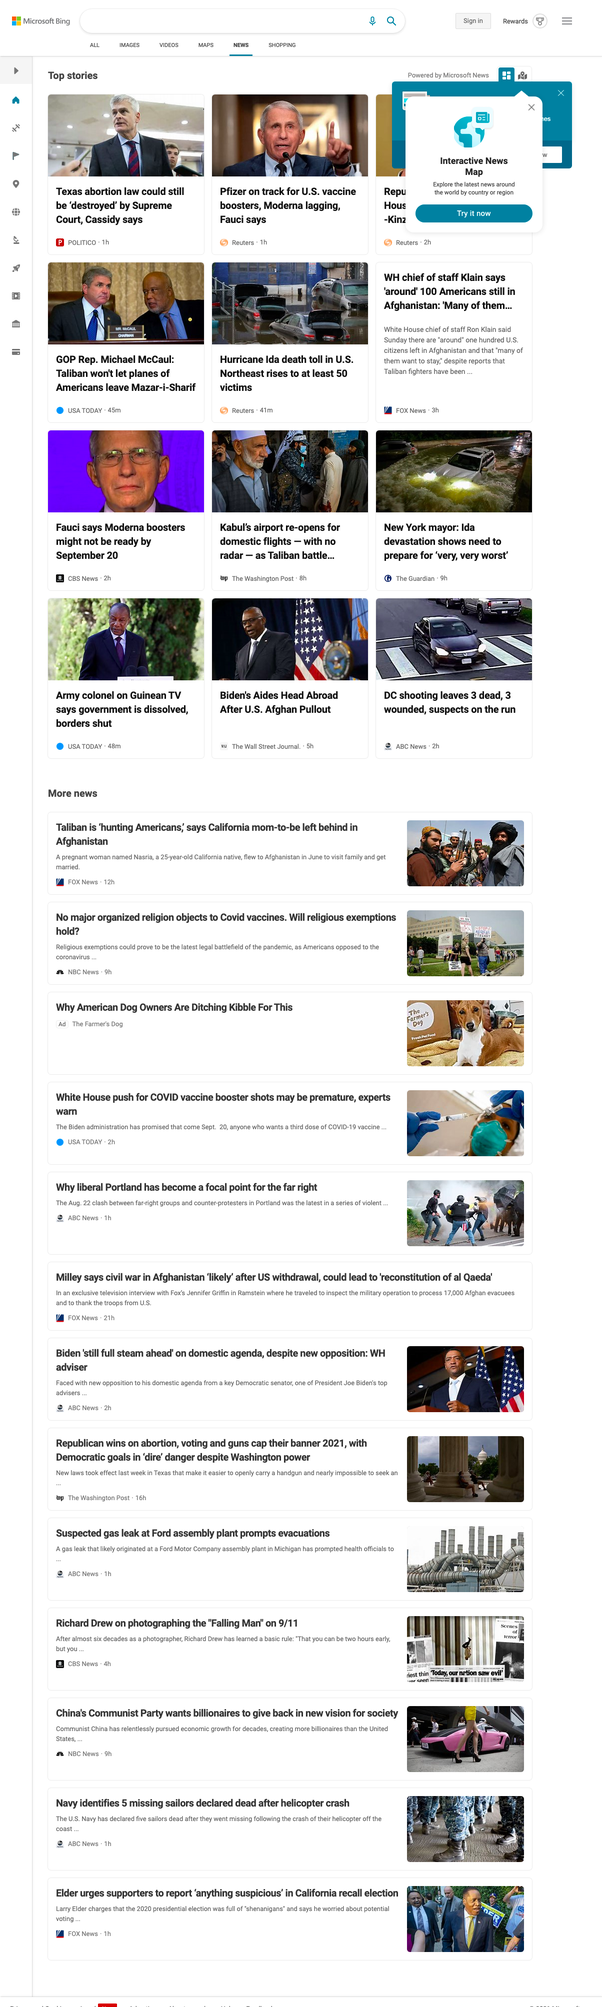 Microsoft Bing
Sign in
Rewards
ALL
IMAGES
VIDEOS
MAPS
NEWS
SHOPPING
Top stories
Powered by Microsoft News
Interactive News
Map
Explore the latest news around
the world by country or region
Try it now
Texas abortion law could still
be ‘destroyed’ by Supreme
Court, Cassidy says
POLITICO · 1h
Pfizer on track for U.S. vaccine
boosters, Moderna lagging,
Fauci says
Reuters · 1h
Repu
Hous
-Kinz
Reuters · 2h
GOP Rep. Michael McCaul:
Taliban won't let planes of
Americans leave Mazar-i-Sharif
USA TODAY · 45m
Hurricane Ida death toll in U.S.
Northeast rises to at least 50
victims
Reuters · 41m
WH chief of staff Klain says
'around' 100 Americans still in
Afghanistan: 'Many of them...
White House chief of staff Ron Klain said
Sunday there are "around" one hundred U.S.
citizens left in Afghanistan and that "many of
them want to stay," despite reports that
Taliban fighters have been ...
FOX News · 3h
Fauci says Moderna boosters
might not be ready by
September 20
CBS News · 2h
Kabul’s airport re-opens for
domestic flights — with no
radar — as Taliban battle...
The Washington Post · 8h
New York mayor: Ida
devastation shows need to
prepare for ‘very, very worst’
The Guardian · 9h
Army colonel on Guinean TV
says government is dissolved,
borders shut
USA TODAY · 48m
Biden's Aides Head Abroad
After U.S. Afghan Pullout
The Wall Street Journal. · 5h
DC shooting leaves 3 dead, 3
wounded, suspects on the run
ABC News · 2h
More news
Taliban is ‘hunting Americans,’ says California mom-to-be left behind in
Afghanistan
A pregnant woman named Nasria, a 25-year-old California native, flew to Afghanistan in June to visit family and get
married.
FOX News · 12h
No major organized religion objects to Covid vaccines. Will religious exemptions
hold?
Religious exemptions could prove to be the latest legal battlefield of the pandemic, as Americans opposed to the
coronavirus ...
NBC News · 9h
Why American Dog Owners Are Ditching Kibble For This
Ad The Farmer's Dog
The
Farmer's
Dog
White House push for COVID vaccine booster shots may be premature, experts
warn
The Biden administration has promised that come Sept. 20, anyone who wants a third dose of COVID-19 vaccine ...
USA TODAY · 2h
Why liberal Portland has become a focal point for the far right
The Aug. 22 clash between far-right groups and counter-protesters in Portland was the latest in a series of violent ...
ABC News · 1h
Milley says civil war in Afghanistan ‘likely’ after US withdrawal, could lead to 'reconstitution of al Qaeda'
In an exclusive television interview with Fox's Jennifer Griffin in Ramstein where he traveled to inspect the military operation to process 17,000 Afghan evacuees
and to thank the troops from U.S.
FOX News · 21h
Biden 'still full steam ahead' on domestic agenda, despite new opposition: WH
adviser
Faced with new opposition to his domestic agenda from a key Democratic senator, one of President Joe Biden's top
advisers ...
ABC News · 2h
Republican wins on abortion, voting and guns cap their banner 2021, with
Democratic goals in ‘dire’ danger despite Washington power
New laws took effect last week in Texas that make it easier to openly carry a handgun and nearly impossible to seek an
...
The Washington Post · 16h
Suspected gas leak at Ford assembly plant prompts evacuations
A gas leak that likely originated at a Ford Motor Company assembly plant in Michigan has prompted health officials to
...
ABC News · 1h
Richard Drew on photographing the "Falling Man" on 9/11
After almost six decades as a photographer, Richard Drew has learned a basic rule: "That you can be two hours early,
but you ...
CBS News · 4h
Scenes
of
terror
'Today, our nation saw evil'
China's Communist Party wants billionaires to give back in new vision for society
Communist China has relentlessly pursued economic growth for decades, creating more billionaires than the United
States, ...
NBC News · 9h
Navy identifies 5 missing sailors declared dead after helicopter crash
The U.S. Navy has declared five sailors dead after they went missing following the crash of their helicopter off the
coast ...
ABC News · 1h
Elder urges supporters to report ‘anything suspicious’ in California recall election
Larry Elder charges that the 2020 presidential election was full of "shenanigans" and says he worried about potential
voting ...
FOX News · 1h